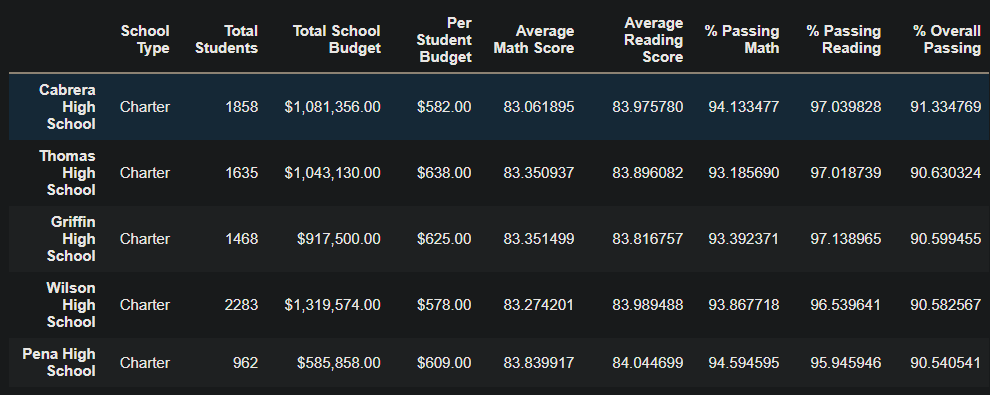 School Type Total Students Total School Budget Per Student Budget Average Math Score Average Reading Score % Passing Math % Passing Reading % Overall Passing
Cabrera High School Charter 1858 $1,081,356.00 $582.00 83.061895 83.975780 94.133477 97.039828 91.334769
Thomas High School Charter 1635 $1,043,130.00 $638.00 83.350937 83.896082 93.185690 97.018739 90.630324
Griffin High School Charter 1468 $917,500.00 $625.00 83.351499 83.816757 93.392371 97.138965 90.599455
Wilson High School Charter 2283 $1,319,574.00 $578.00 83.274201 83.989488 93.867718 96.539641 90.582567
Pena High School Charter 962 $585,858.00 $609.00 83.839917 84.044699 94.594595 95.945946 90.540541